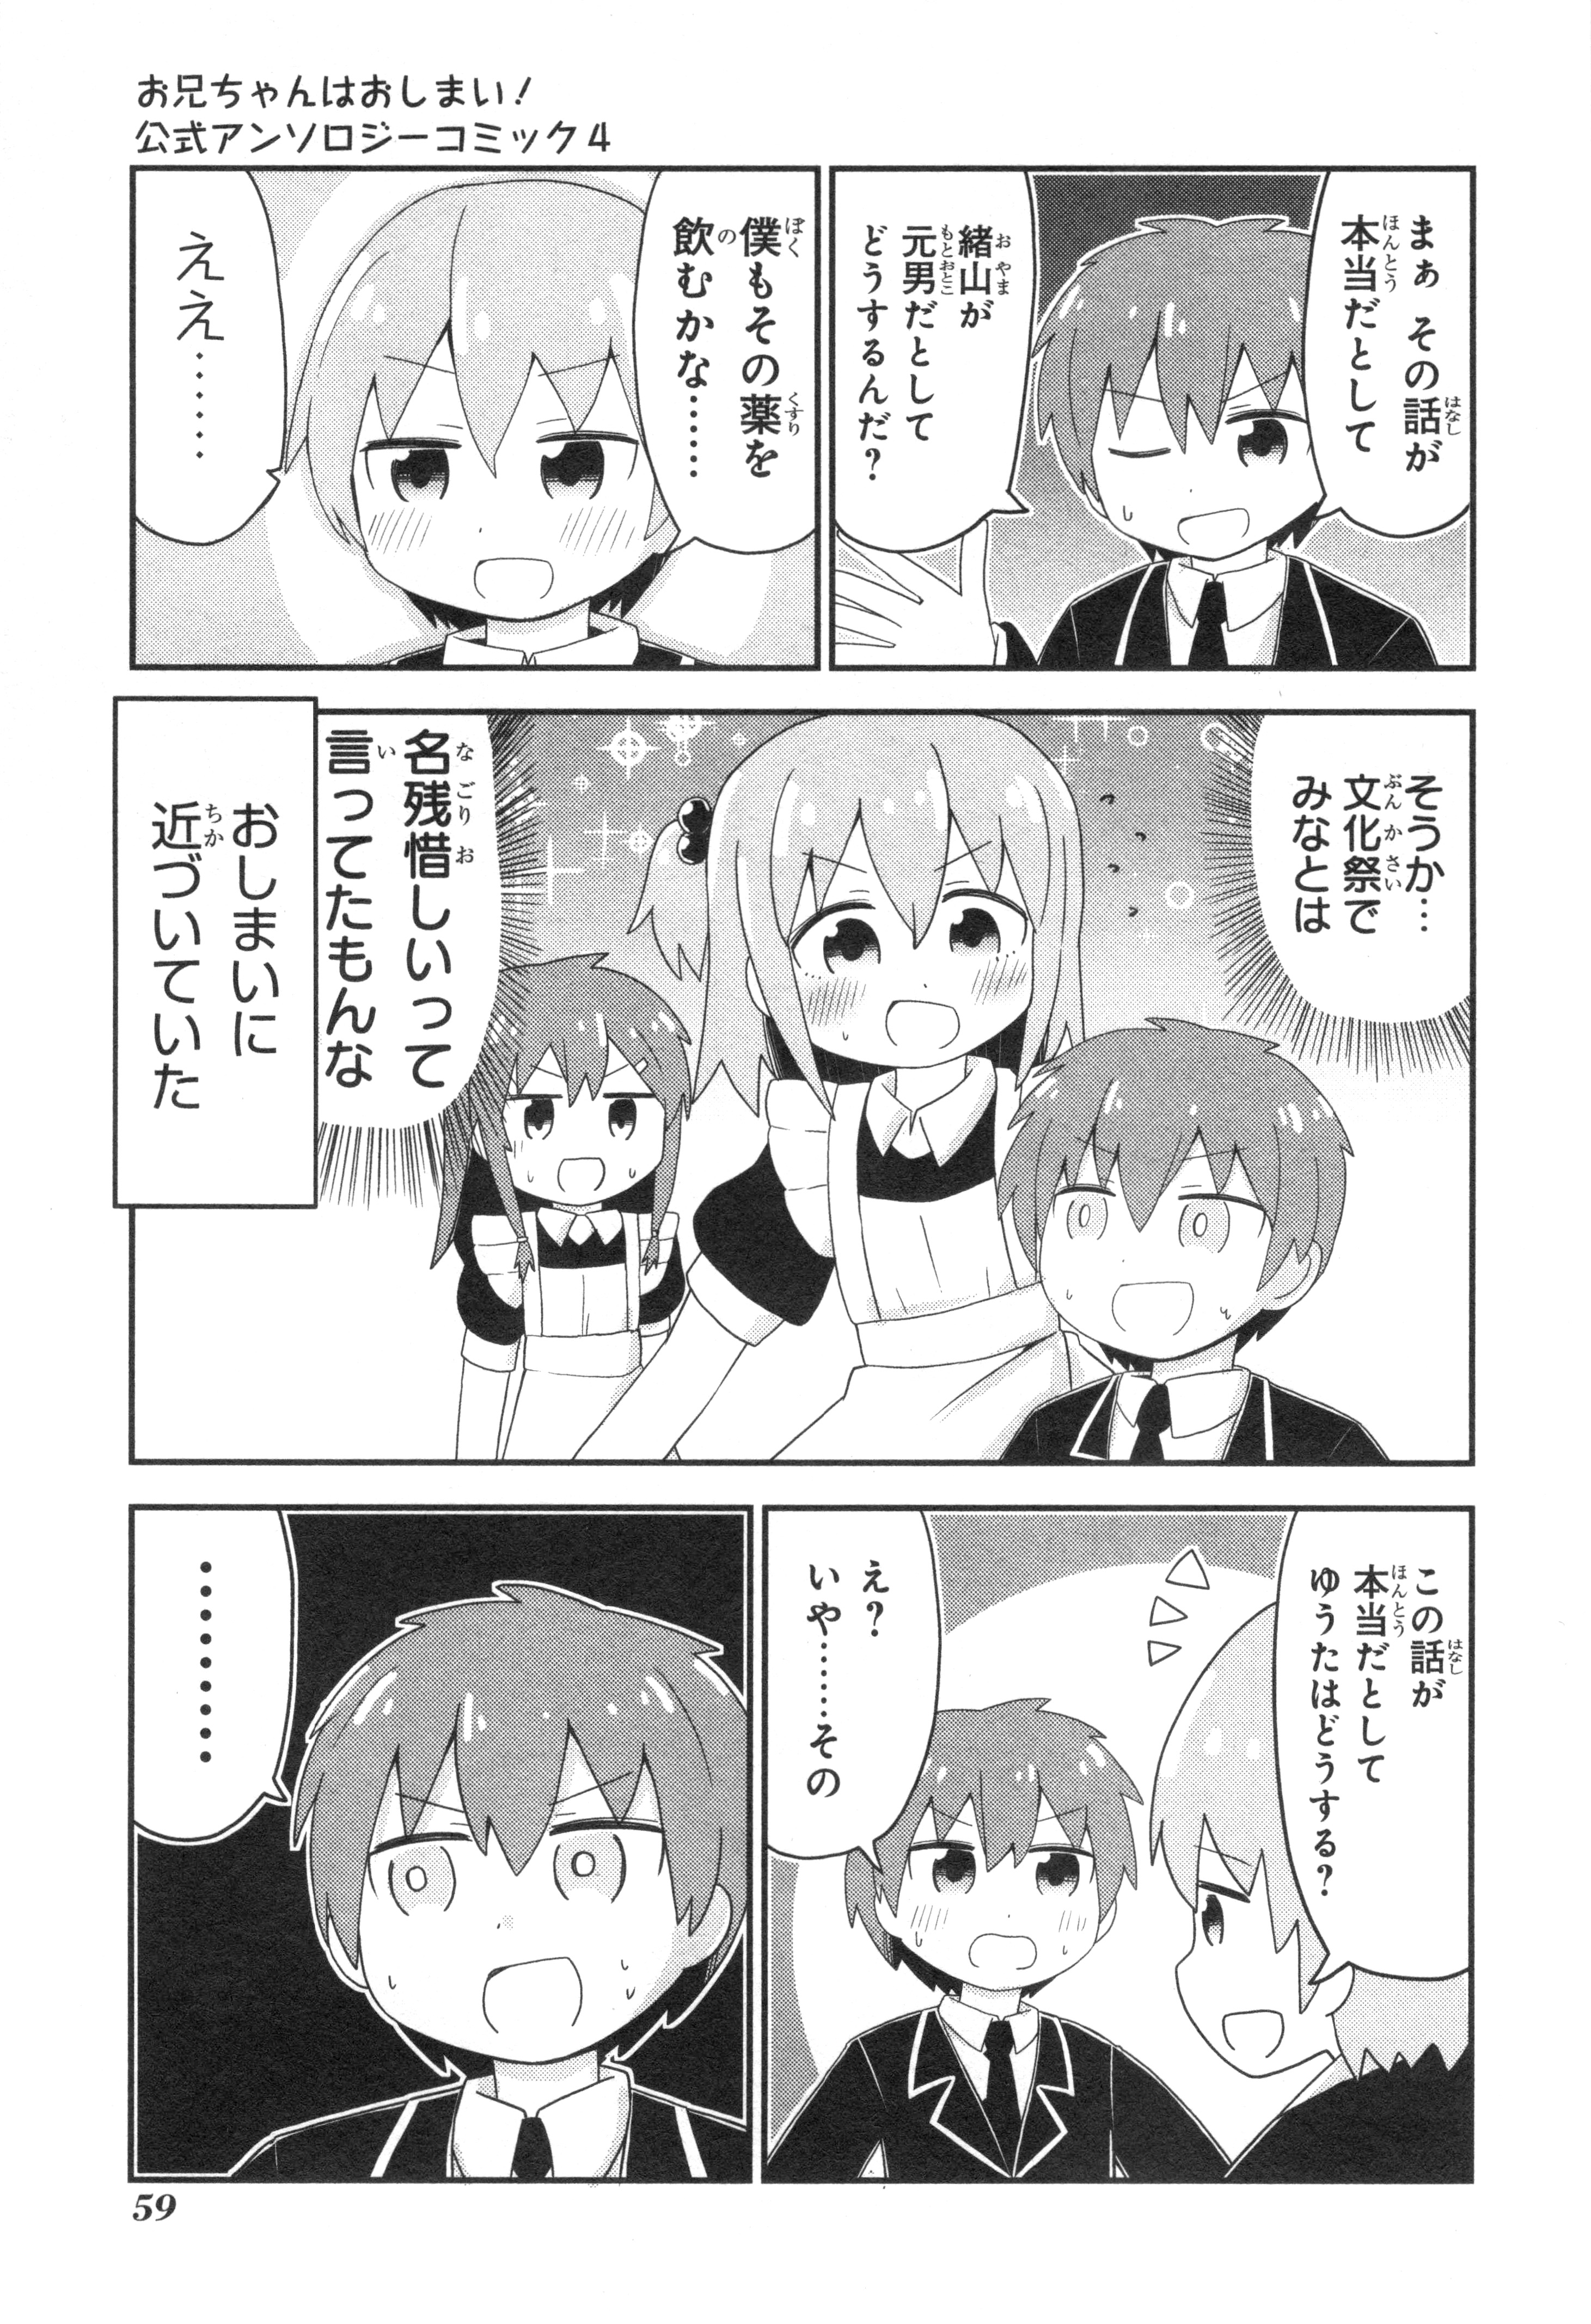 お兄ちゃんはおしまい!
公式アンソロジーコミック4
まぁ その話が
本当だとして
緒山が
元男だとして
どうするんだ?
僕もその薬を
飲むかな……
ええ……
そうか…
文化祭で
みなとは
名残惜しいって
言ってたもんな
おしまいに
近づいていた
この話が
本当だとして
ゆうたはどうする?
え?
いや……その
………
59